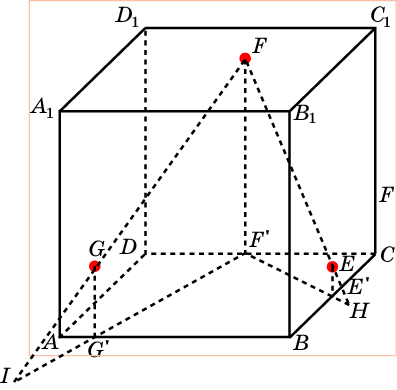 D₁ C₁
F
A₁ B₁
F
G D F' E C
E'
H
A G' B
I